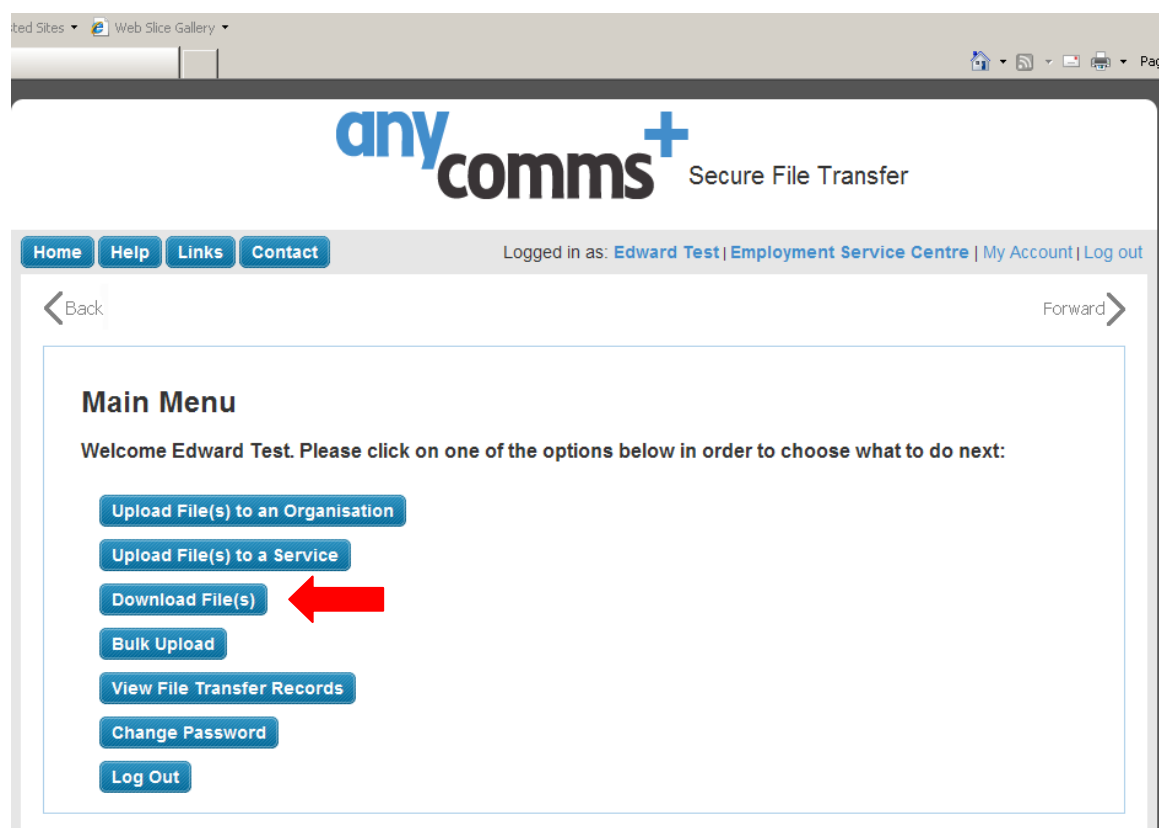 ted Sites Web Slice Gallery
Pag
any
comms+ Secure File Transfer
Home Help Links Contact Logged in as: Edward Test | Employment Service Centre | My Account | Log out
Back Forward
Main Menu
Welcome Edward Test. Please click on one of the options below in order to choose what to do next:
Upload File(s) to an Organisation
Upload File(s) to a Service
Download File(s)
Bulk Upload
View File Transfer Records
Change Password
Log Out